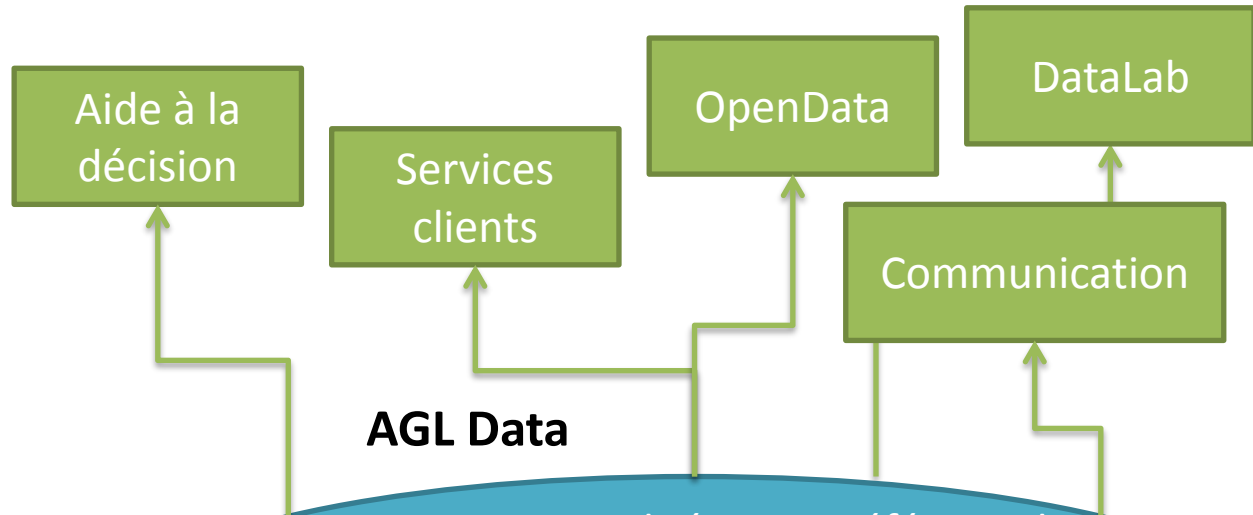 Aide à la
décision
Services
clients
OpenData
DataLab
Communication
AGL Data